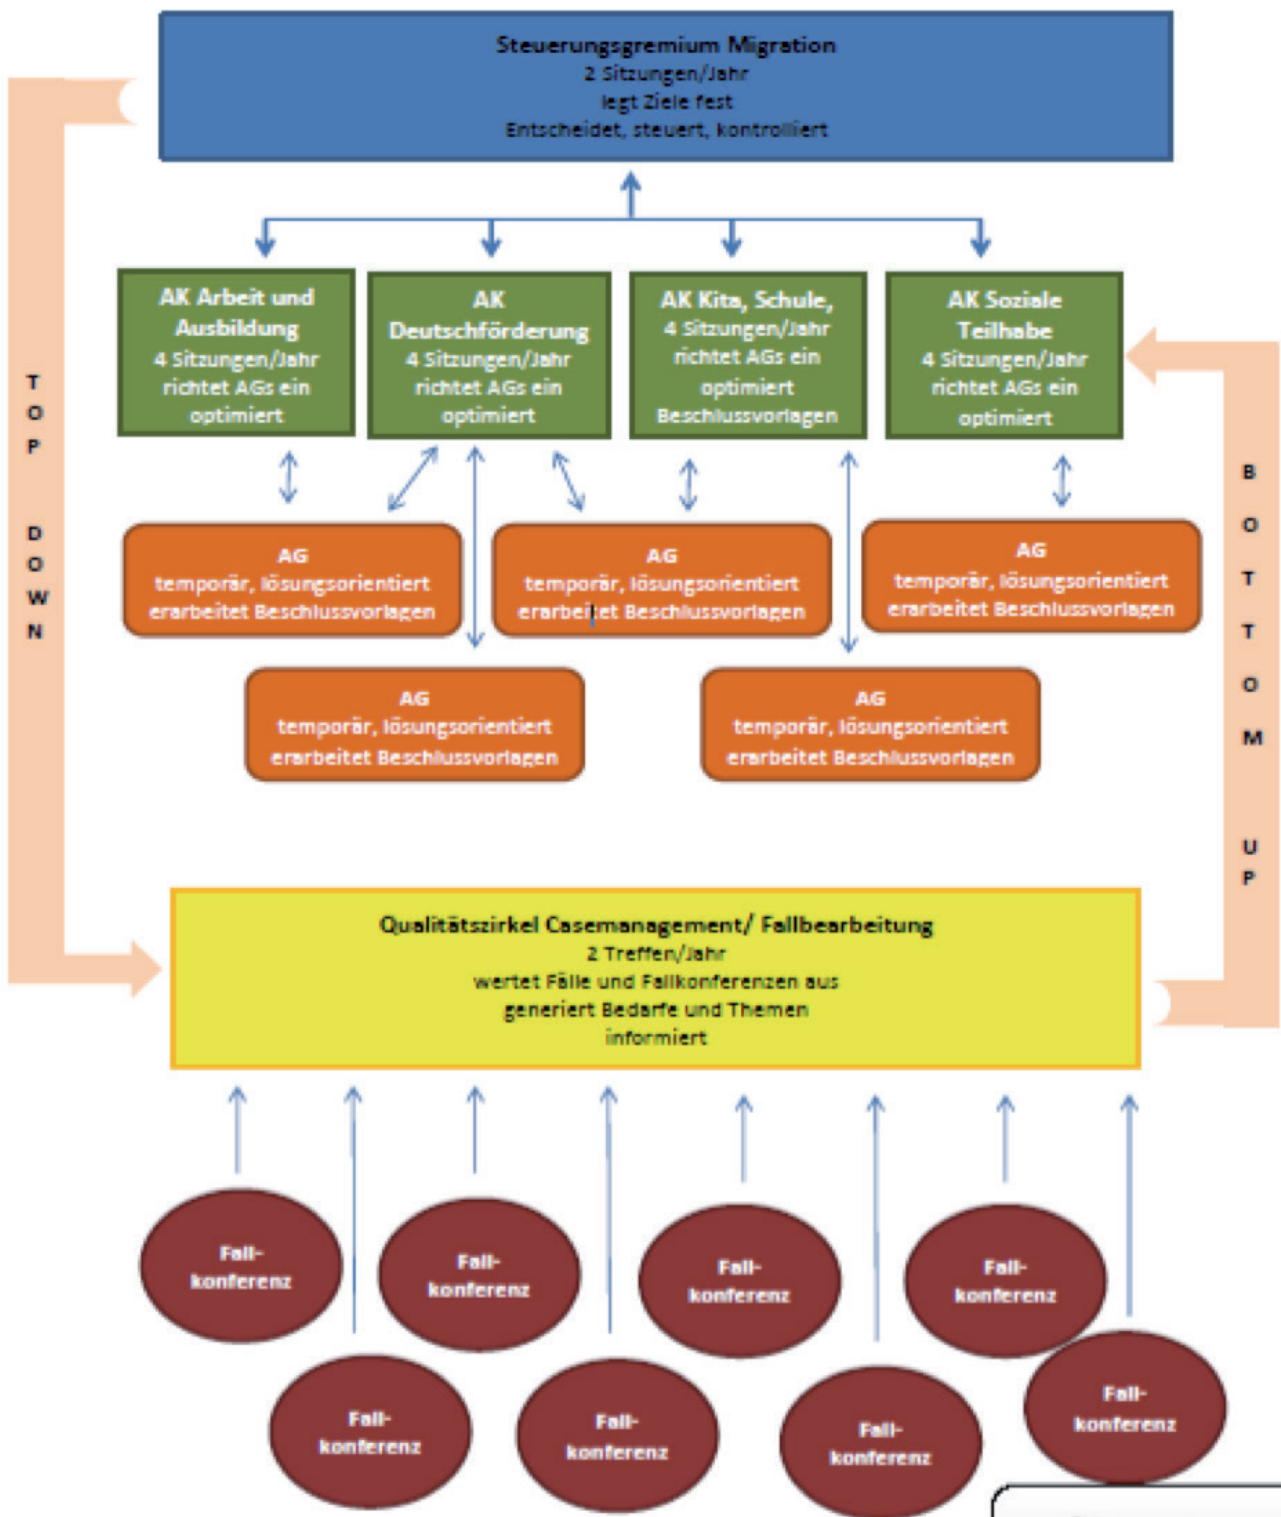 Steuerungsgremium Migration
2 Sitzungen/Jahr
legt Ziele fest
Entscheidet, steuert, kontrolliert
AK Arbeit und
Ausbildung
4 Sitzungen/Jahr
richtet AGs ein
optimiert
AK
Deutschförderung
4 Sitzungen/Jahr
richtet AGs ein
optimiert
AK Kita, Schule,
4 Sitzungen/Jahr
richtet AGs ein
optimiert
Beschlussvorlagen
AK Soziale
Teilhabe
4 Sitzungen/Jahr
richtet AGs ein
optimiert
TOP DOWN
BOTTOM UP
AG
temporär, lösungsorientiert
erarbeitet Beschlussvorlagen
AG
temporär, lösungsorientiert
erarbeitet Beschlussvorlagen
AG
temporär, lösungsorientiert
erarbeitet Beschlussvorlagen
AG
temporär, lösungsorientiert
erarbeitet Beschlussvorlagen
AG
temporär, lösungsorientiert
erarbeitet Beschlussvorlagen
Qualitätszirkel Casemanagement/ Fallbearbeitung
2 Treffen/Jahr
wertet Fälle und Fallkonferenzen aus
generiert Bedarfe und Themen
informiert
Fall-
konferenz
Fall-
konferenz
Fall-
konferenz
Fall-
konferenz
Fall-
konferenz
Fall-
konferenz
Fall-
konferenz
Fall-
konferenz